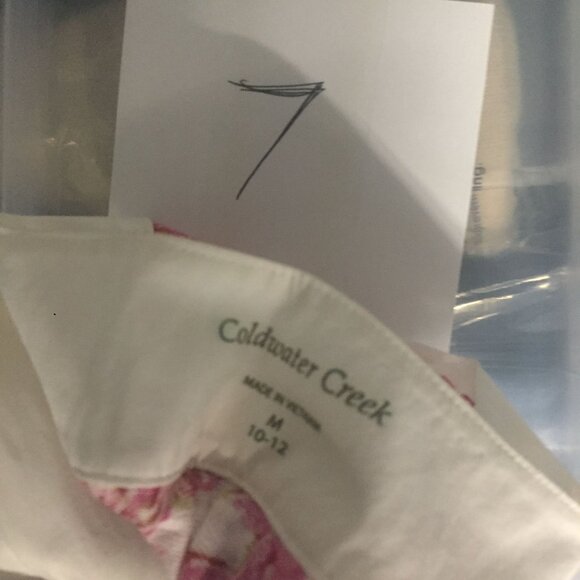 7
Coldwater Creek
MADE IN VIETNAM
M
10-12